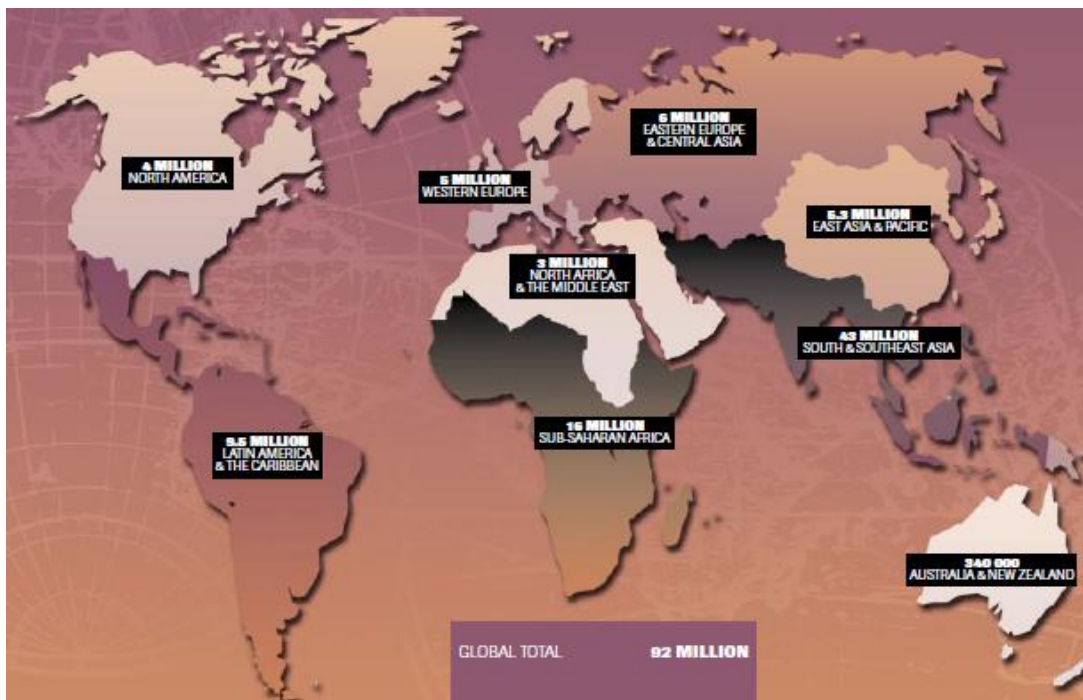 4 MILLION
NORTH AMERICA
5 MILLION
WESTERN EUROPE
6 MILLION
EASTERN EUROPE
& CENTRAL ASIA
5.3 MILLION
EAST ASIA & PACIFIC
3 MILLION
NORTH AFRICA
& THE MIDDLE EAST
43 MILLION
SOUTH & SOUTHEAST ASIA
16 MILLION
SUB-SAHARAN AFRICA
9.5 MILLION
LATIN AMERICA
& THE CARIBBEAN
340 000
AUSTRALIA & NEW ZEALAND
GLOBAL TOTAL 92 MILLION